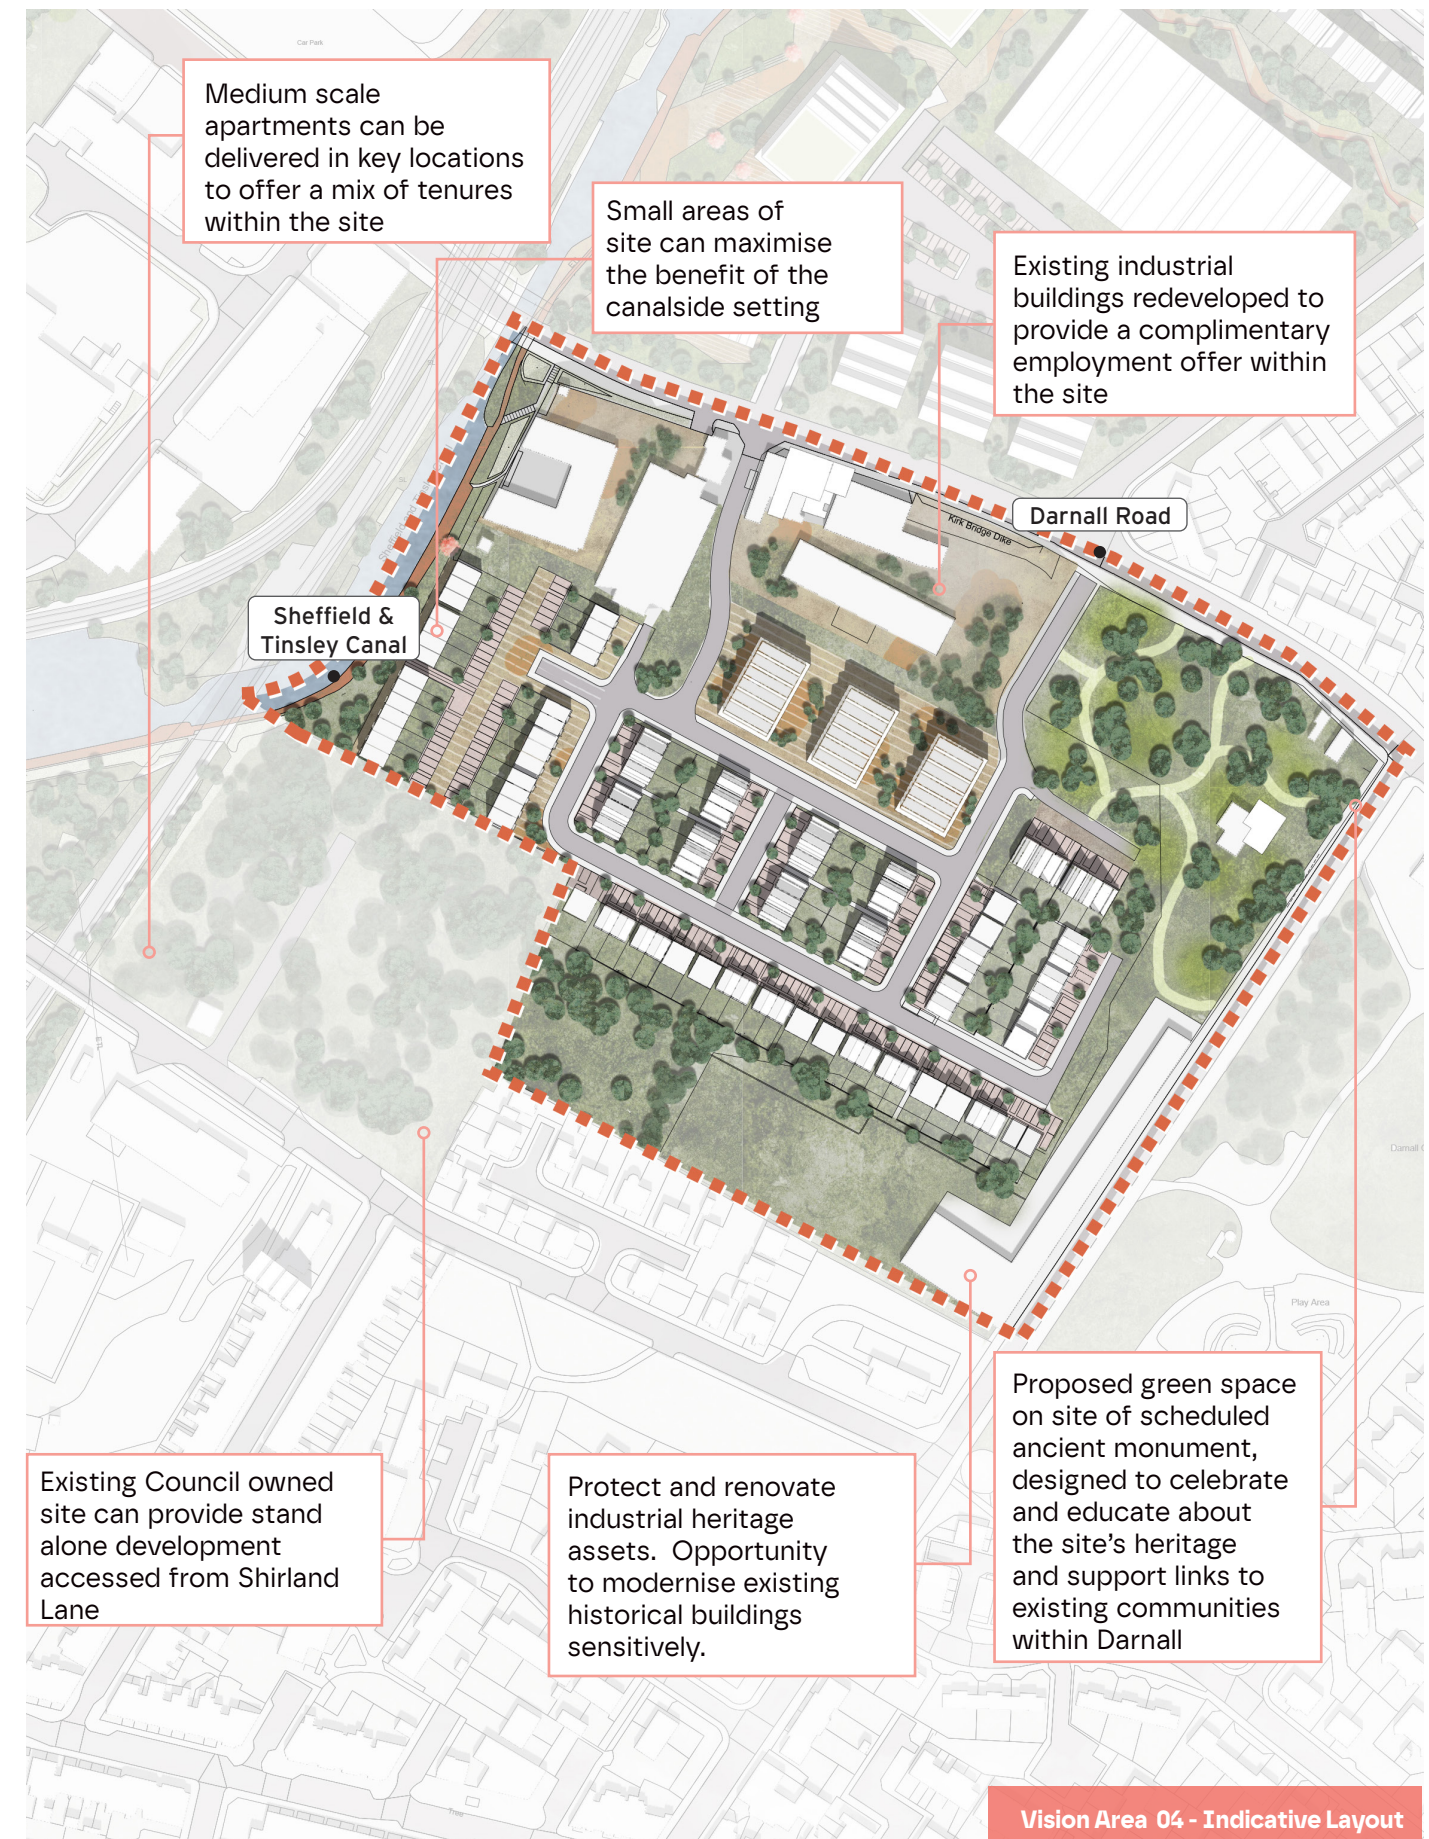 Car Park
Medium scale
apartments can be
delivered in key locations
to offer a mix of tenures
within the site
Small areas of
site can maximise
the benefit of the
canalside setting
Existing industrial
buildings redeveloped to
provide a complimentary
employment offer within
the site
Kirk Bridge Dike
Darnall Road
Sheffield &
Tinsley Canal
Sheffield and
ETL
Darnall
Play Area
Existing Council owned
site can provide stand
alone development
accessed from Shirland
Lane
Protect and renovate
industrial heritage
assets.  Opportunity
to modernise existing
historical buildings
sensitively.
Proposed green space
on site of scheduled
ancient monument,
designed to celebrate
and educate about
the site's heritage
and support links to
existing communities
within Darnall
Vision Area 04 - Indicative Layout